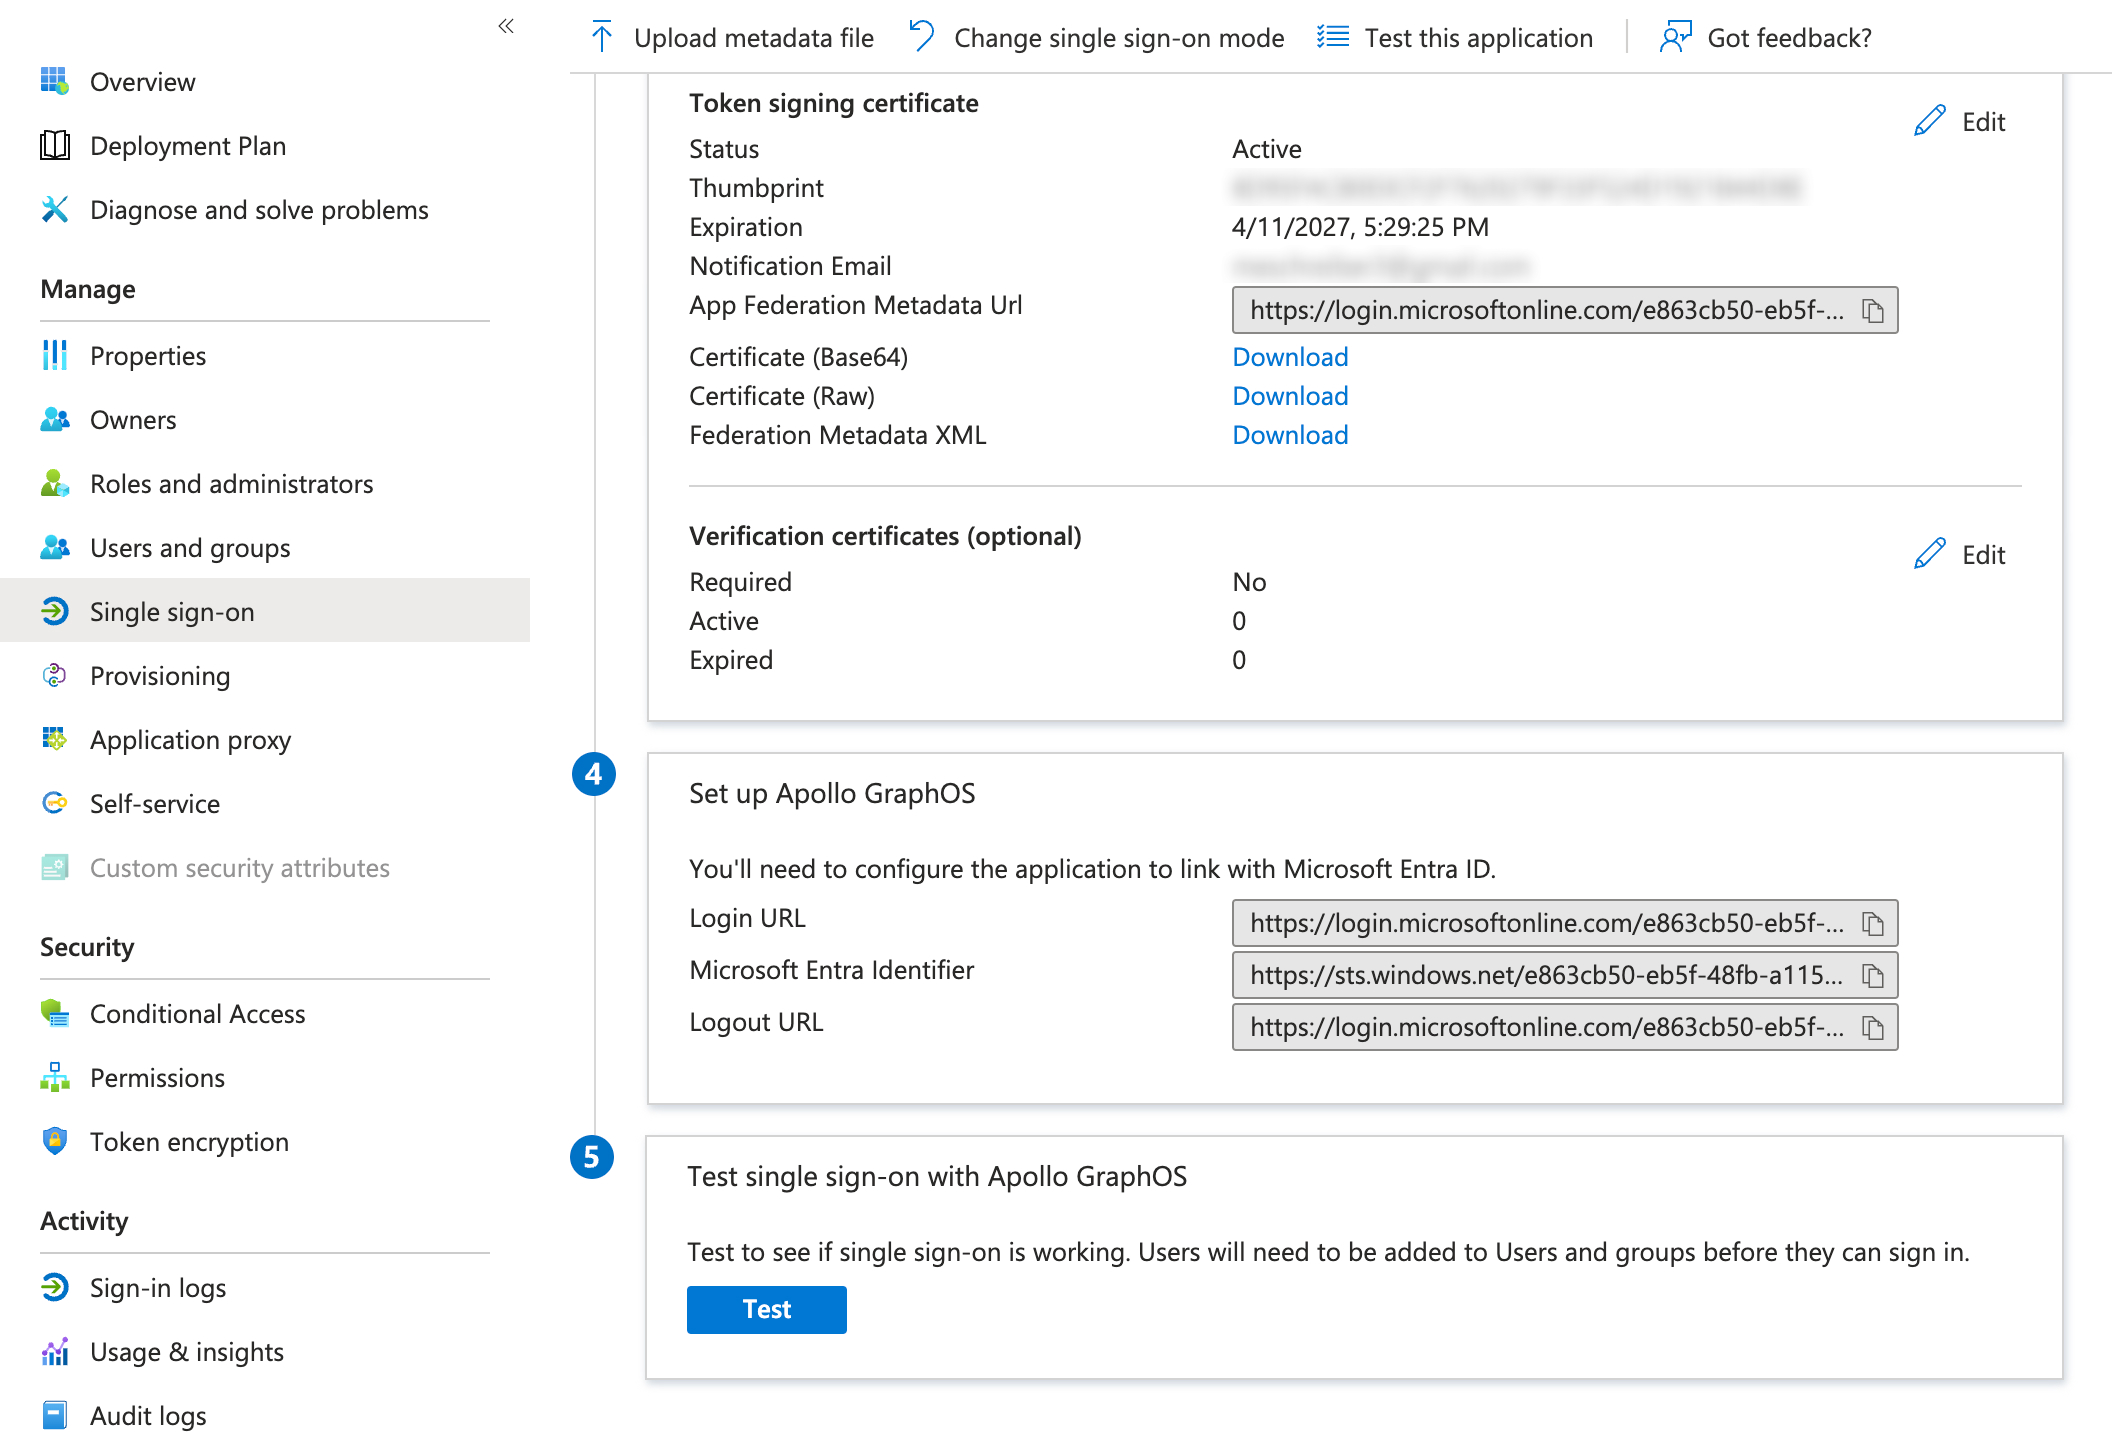 «
Overview
Deployment Plan
Diagnose and solve problems
Manage
Properties
Owners
Roles and administrators
Users and groups
Single sign-on
Provisioning
Application proxy
Self-service
Custom security attributes
Security
Conditional Access
Permissions
Token encryption
Activity
Sign-in logs
Usage & insights
Audit logs
Upload metadata file Change single sign-on mode Test this application Got feedback?
Token signing certificate
Edit
Status Active
Thumbprint
Expiration 4/11/2027, 5:29:25 PM
Notification Email
App Federation Metadata Url https://login.microsoftonline.com/e863cb50-eb5f-...
Certificate (Base64) Download
Certificate (Raw) Download
Federation Metadata XML Download
Verification certificates (optional)
Edit
Required No
Active 0
Expired 0
4
Set up Apollo GraphOS
You'll need to configure the application to link with Microsoft Entra ID.
Login URL https://login.microsoftonline.com/e863cb50-eb5f-...
Microsoft Entra Identifier https://sts.windows.net/e863cb50-eb5f-48fb-a115...
Logout URL https://login.microsoftonline.com/e863cb50-eb5f-...
5
Test single sign-on with Apollo GraphOS
Test to see if single sign-on is working. Users will need to be added to Users and groups before they can sign in.
Test